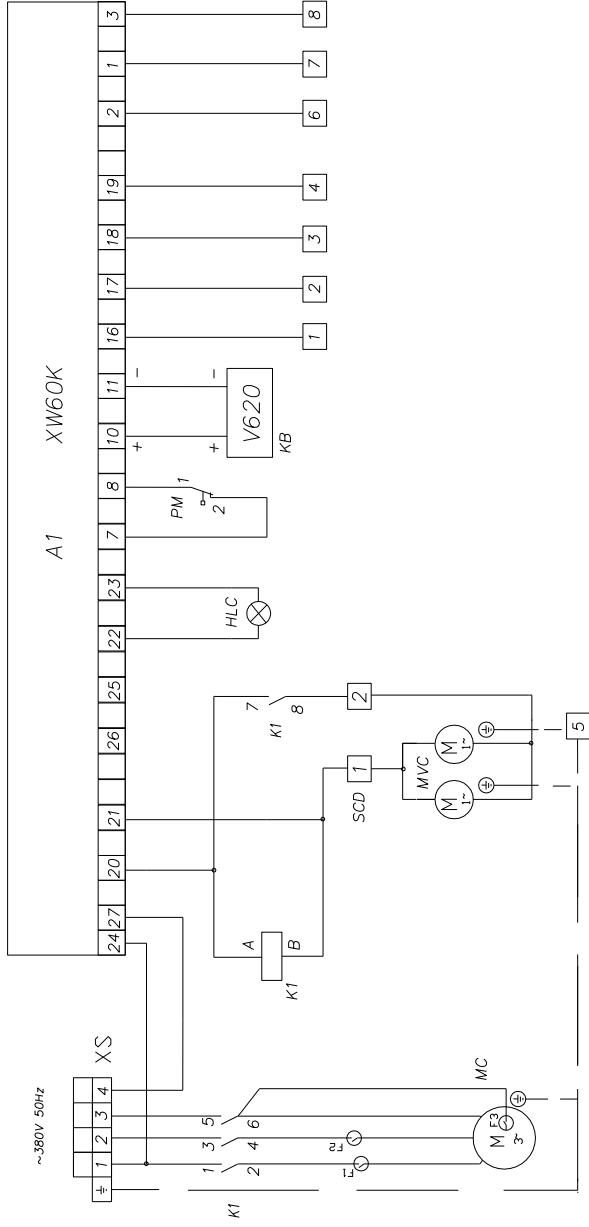 ~380V 50Hz
XS
1 2 3 4
A1 XW60K
24 27 20 21 26 25 22 23 7 8 10 11 16 17 18 19 2 1 3
K1
1 3 5
2 4 6
F1 F2
M
3~
F3
MC
A
B
K1
7
8
K1
SCD
1 2
MVC
M
1~
M
1~
5
HLC
PM
1
2
+ −
+ −
V620
KB
1 2 3 4 6 7 8